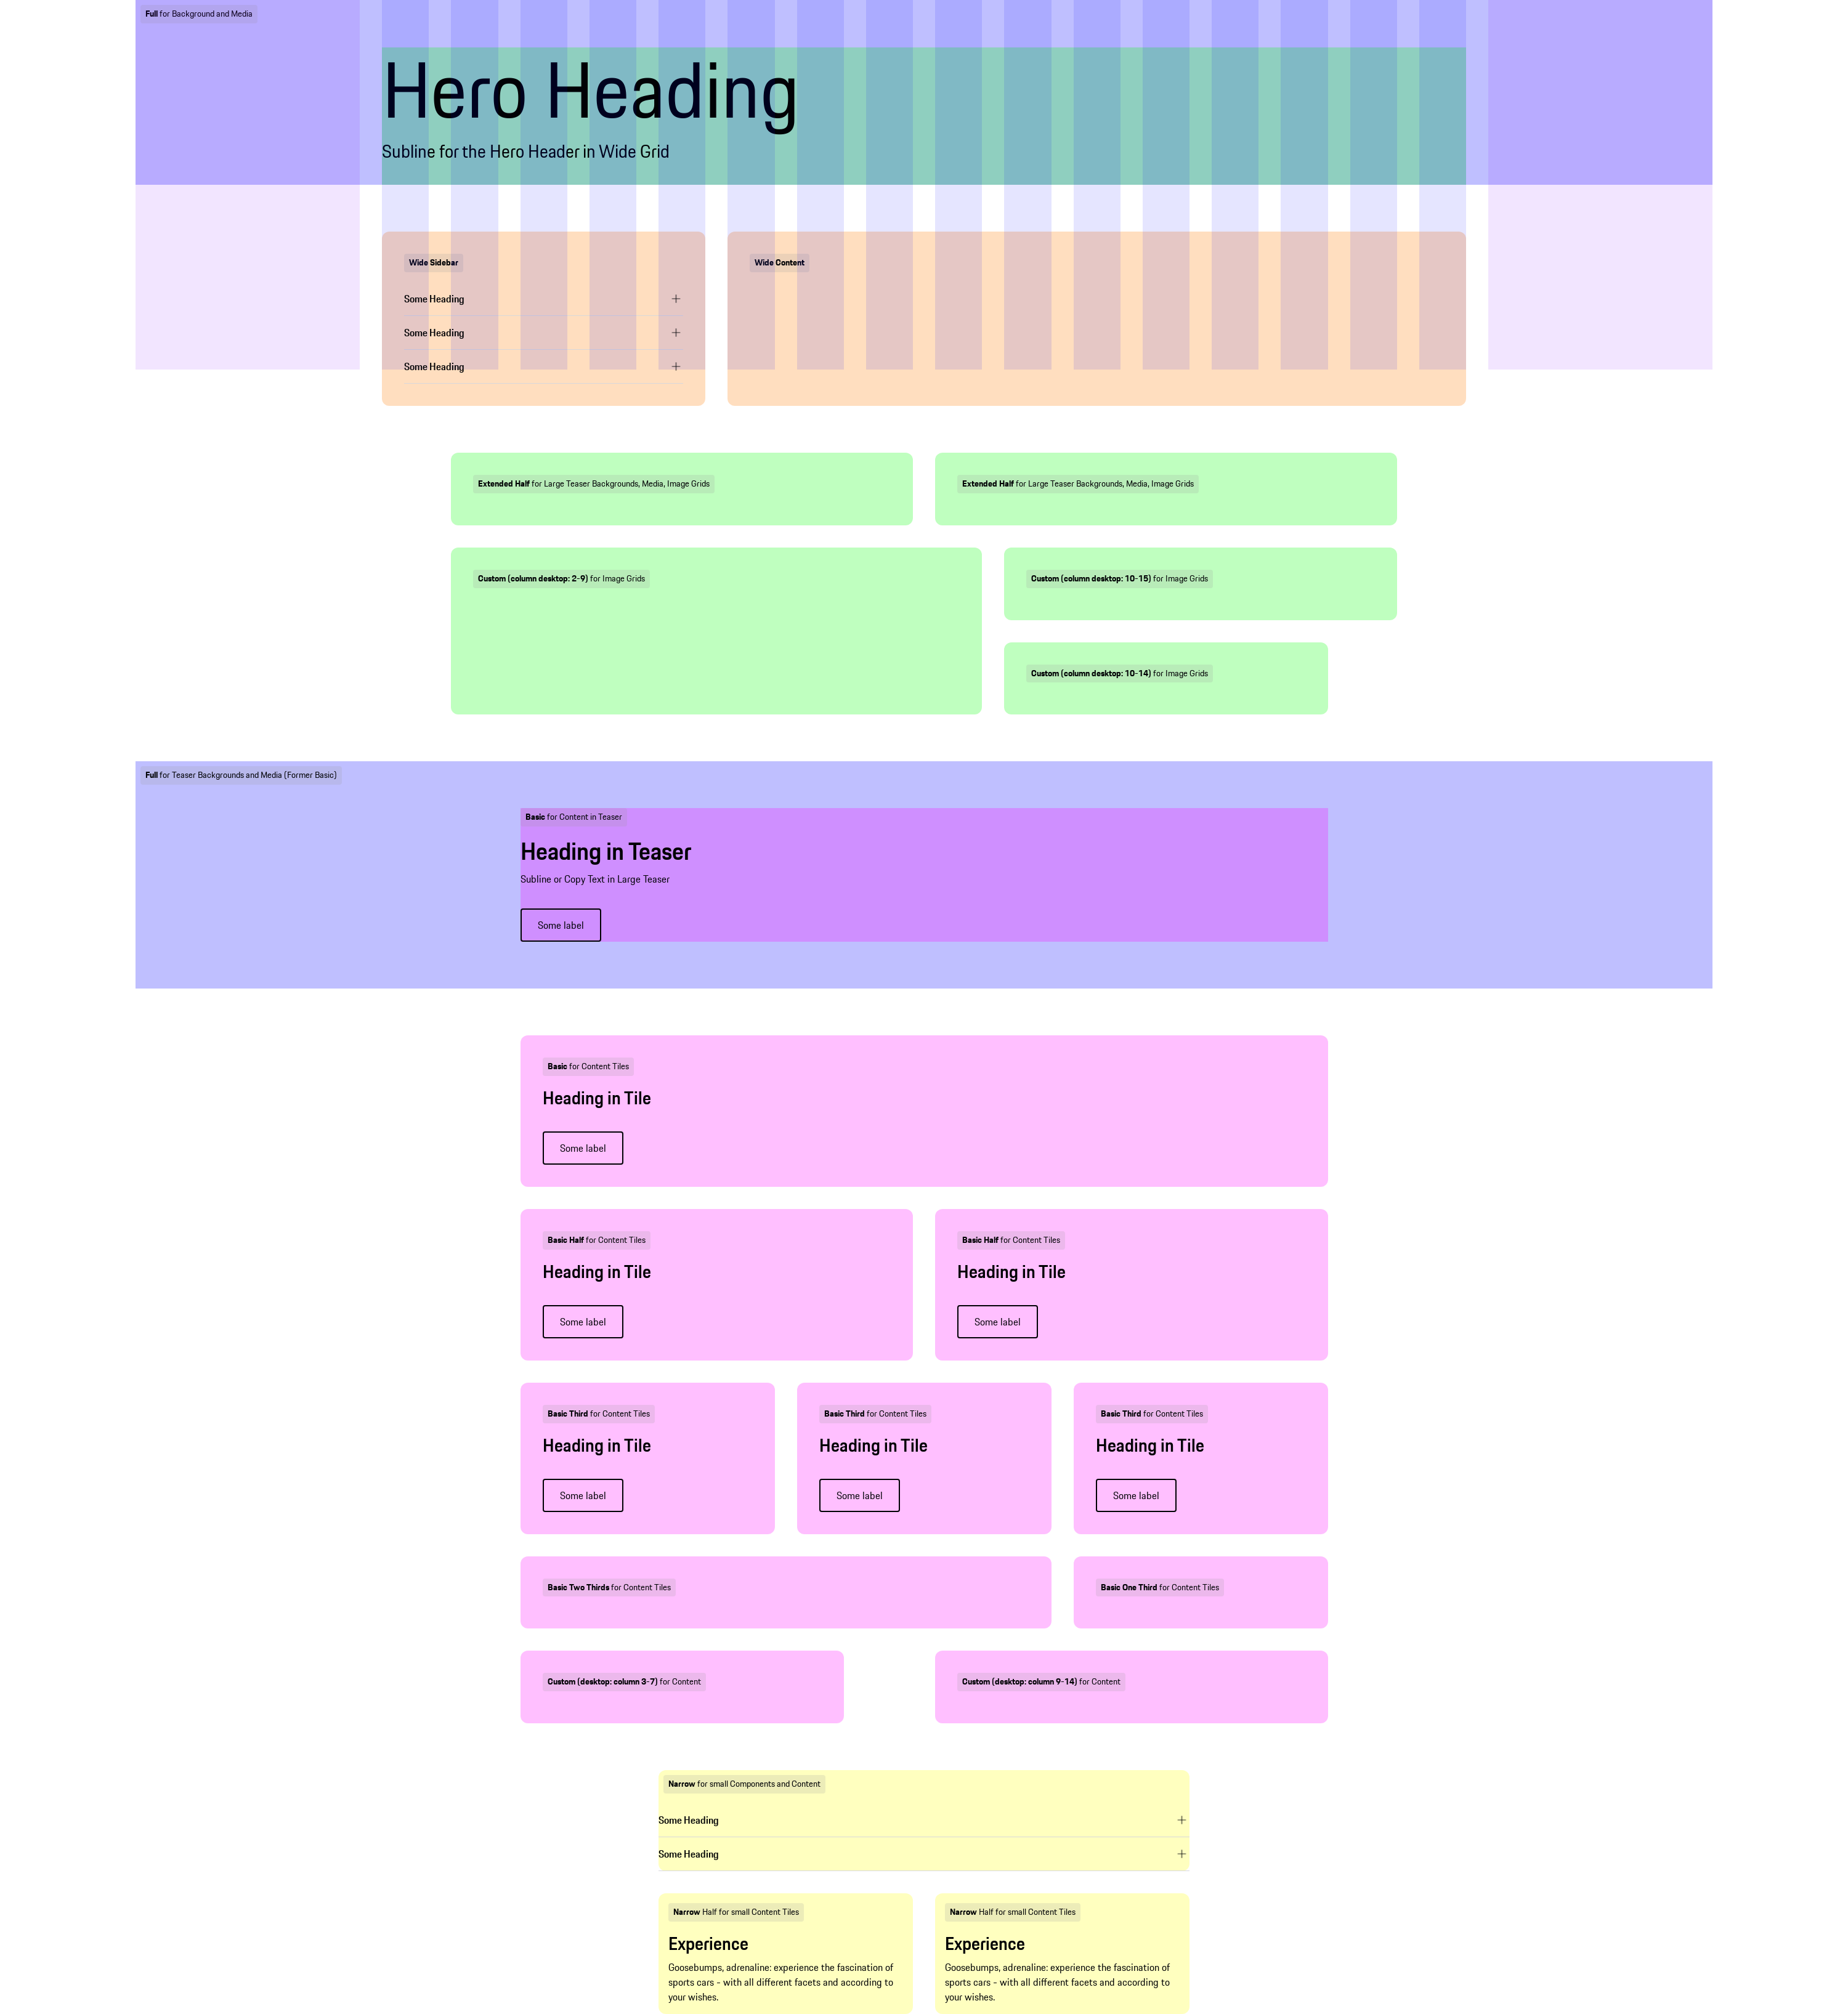 Full for Background and Media
Hero Heading
Subline for the Hero Header in Wide Grid
Wide Sidebar
Some Heading
Some Heading
Some Heading
Wide Content
Extended Half for Large Teaser Backgrounds, Media, Image Grids
Extended Half for Large Teaser Backgrounds, Media, Image Grids
Custom (column desktop: 2-9) for Image Grids
Custom (column desktop: 10-15) for Image Grids
Custom (column desktop: 10-14) for Image Grids
Full for Teaser Backgrounds and Media (Former Basic)
Basic for Content in Teaser
Heading in Teaser
Subline or Copy Text in Large Teaser
Some label
Basic for Content Tiles
Heading in Tile
Some label
Basic Half for Content Tiles
Heading in Tile
Some label
Basic Half for Content Tiles
Heading in Tile
Some label
Basic Third for Content Tiles
Heading in Tile
Some label
Basic Third for Content Tiles
Heading in Tile
Some label
Basic Third for Content Tiles
Heading in Tile
Some label
Basic Two Thirds for Content Tiles
Basic One Third for Content Tiles
Custom (desktop: column 3-7) for Content
Custom (desktop: column 9-14) for Content
Narrow for small Components and Content
Some Heading
Some Heading
Narrow Half for small Content Tiles
Experience
Goosebumps, adrenaline: experience the fascination of
sports cars - with all different facets and according to
your wishes.
Narrow Half for small Content Tiles
Experience
Goosebumps, adrenaline: experience the fascination of
sports cars - with all different facets and according to
your wishes.